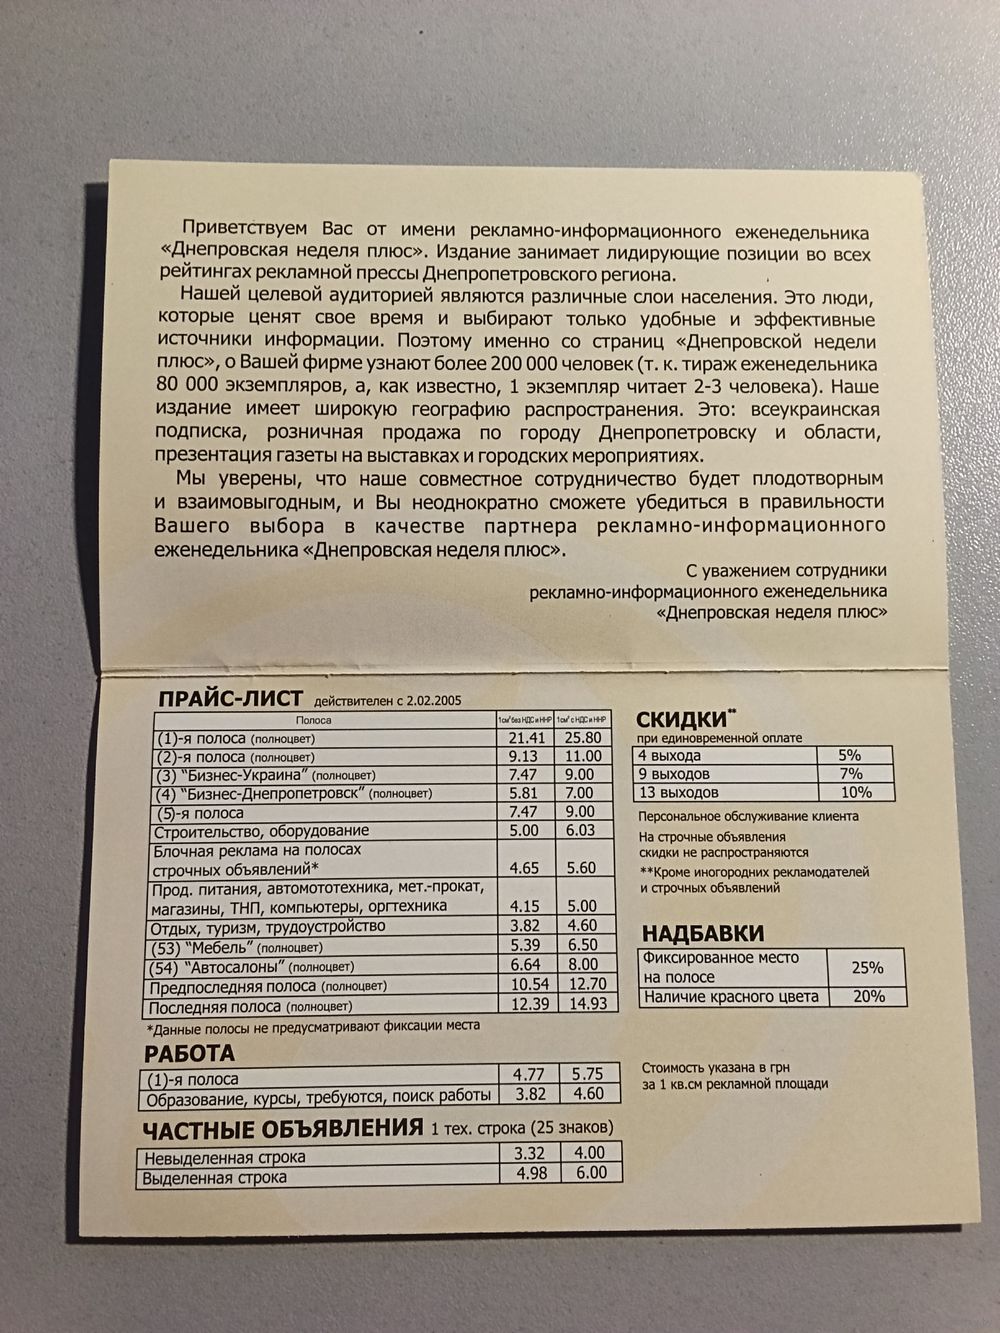 Приветствуем Вас от имени рекламно-информационного еженедельника
«Днепровская неделя плюс». Издание занимает лидирующие позиции во всех
рейтингах рекламной прессы Днепропетровского региона.
Нашей целевой аудиторией являются различные слои населения. Это люди,
которые ценят свое время и выбирают только удобные и эффективные
источники информации. Поэтому именно со страниц «Днепровской недели
плюс», о Вашей фирме узнают более 200 000 человек (т. к. тираж еженедельника
80 000 экземпляров, а, как известно, 1 экземпляр читает 2-3 человека). Наше
издание имеет широкую географию распространения. Это: всеукраинская
подписка, розничная продажа по городу Днепропетровску и области,
презентация газеты на выставках и городских мероприятиях.
Мы уверены, что наше совместное сотрудничество будет плодотворным
и взаимовыгодным, и Вы неоднократно сможете убедиться в правильности
Вашего выбора в качестве партнера рекламно-информационного
еженедельника «Днепровская неделя плюс».
С уважением сотрудники
рекламно-информационного еженедельника
«Днепровская неделя плюс»
ПРАЙС-ЛИСТ действителен с 2.02.2005
Полоса 1см² без НДС и ННР 1см² с НДС и ННР
(1)-я полоса (полноцвет) 21.41 25.80
(2)-я полоса (полноцвет) 9.13 11.00
(3) "Бизнес-Украина" (полноцвет) 7.47 9.00
(4) "Бизнес-Днепропетровск" (полноцвет) 5.81 7.00
(5)-я полоса 7.47 9.00
Строительство, оборудование 5.00 6.03
Блочная реклама на полосах
строчных объявлений* 4.65 5.60
Прод. питания, автомототехника, мет.-прокат,
магазины, ТНП, компьютеры, оргтехника 4.15 5.00
Отдых, туризм, трудоустройство 3.82 4.60
(53) "Мебель" (полноцвет) 5.39 6.50
(54) "Автосалоны" (полноцвет) 6.64 8.00
Предпоследняя полоса (полноцвет) 10.54 12.70
Последняя полоса (полноцвет) 12.39 14.93
*Данные полосы не предусматривают фиксации места
РАБОТА
(1)-я полоса 4.77 5.75
Образование, курсы, требуются, поиск работы 3.82 4.60
ЧАСТНЫЕ ОБЪЯВЛЕНИЯ 1 тех. строка (25 знаков)
Невыделенная строка 3.32 4.00
Выделенная строка 4.98 6.00
СКИДКИ**
при единовременной оплате
4 выхода 5%
9 выходов 7%
13 выходов 10%
Персональное обслуживание клиента
На строчные объявления
скидки не распространяются
**Кроме иногородних рекламодателей
и строчных объявлений
НАДБАВКИ
Фиксированное место
на полосе 25%
Наличие красного цвета 20%
Стоимость указана в грн
за 1 кв.см рекламной площади